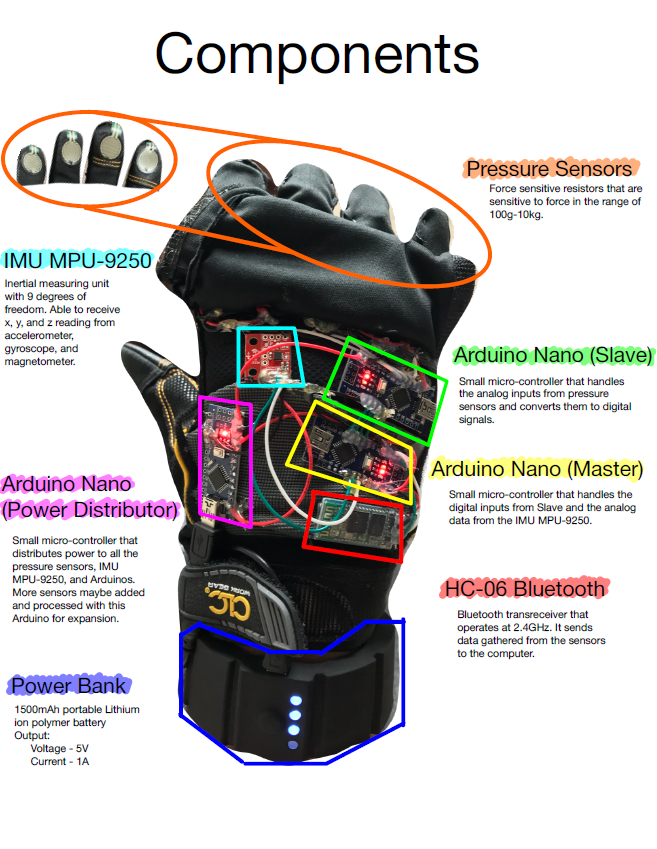 Components
Pressure Sensors
Force sensitive resistors that are
sensitive to force in the range of
100g-10kg.
IMU MPU-9250
Inertial measuring unit
with 9 degrees of
freedom. Able to receive
x, y, and z reading from
accelerometer,
gyroscope, and
magnetometer.
Arduino Nano (Slave)
Small micro-controller that handles
the analog inputs from pressure
sensors and converts them to digital
signals.
Arduino Nano (Master)
Small micro-controller that handles the
digital inputs from Slave and the analog
data from the IMU MPU-9250.
Arduino Nano
(Power Distributor)
Small micro-controller that
distributes power to all the
pressure sensors, IMU
MPU-9250, and Arduinos.
More sensors maybe added
and processed with this
Arduino for expansion.
HC-06 Bluetooth
Bluetooth transreceiver that
operates at 2.4GHz. It sends
data gathered from the sensors
to the computer.
CLC
WORK GEAR
Power Bank
1500mAh portable Lithium
ion polymer battery
Output:
Voltage - 5V
Current - 1A